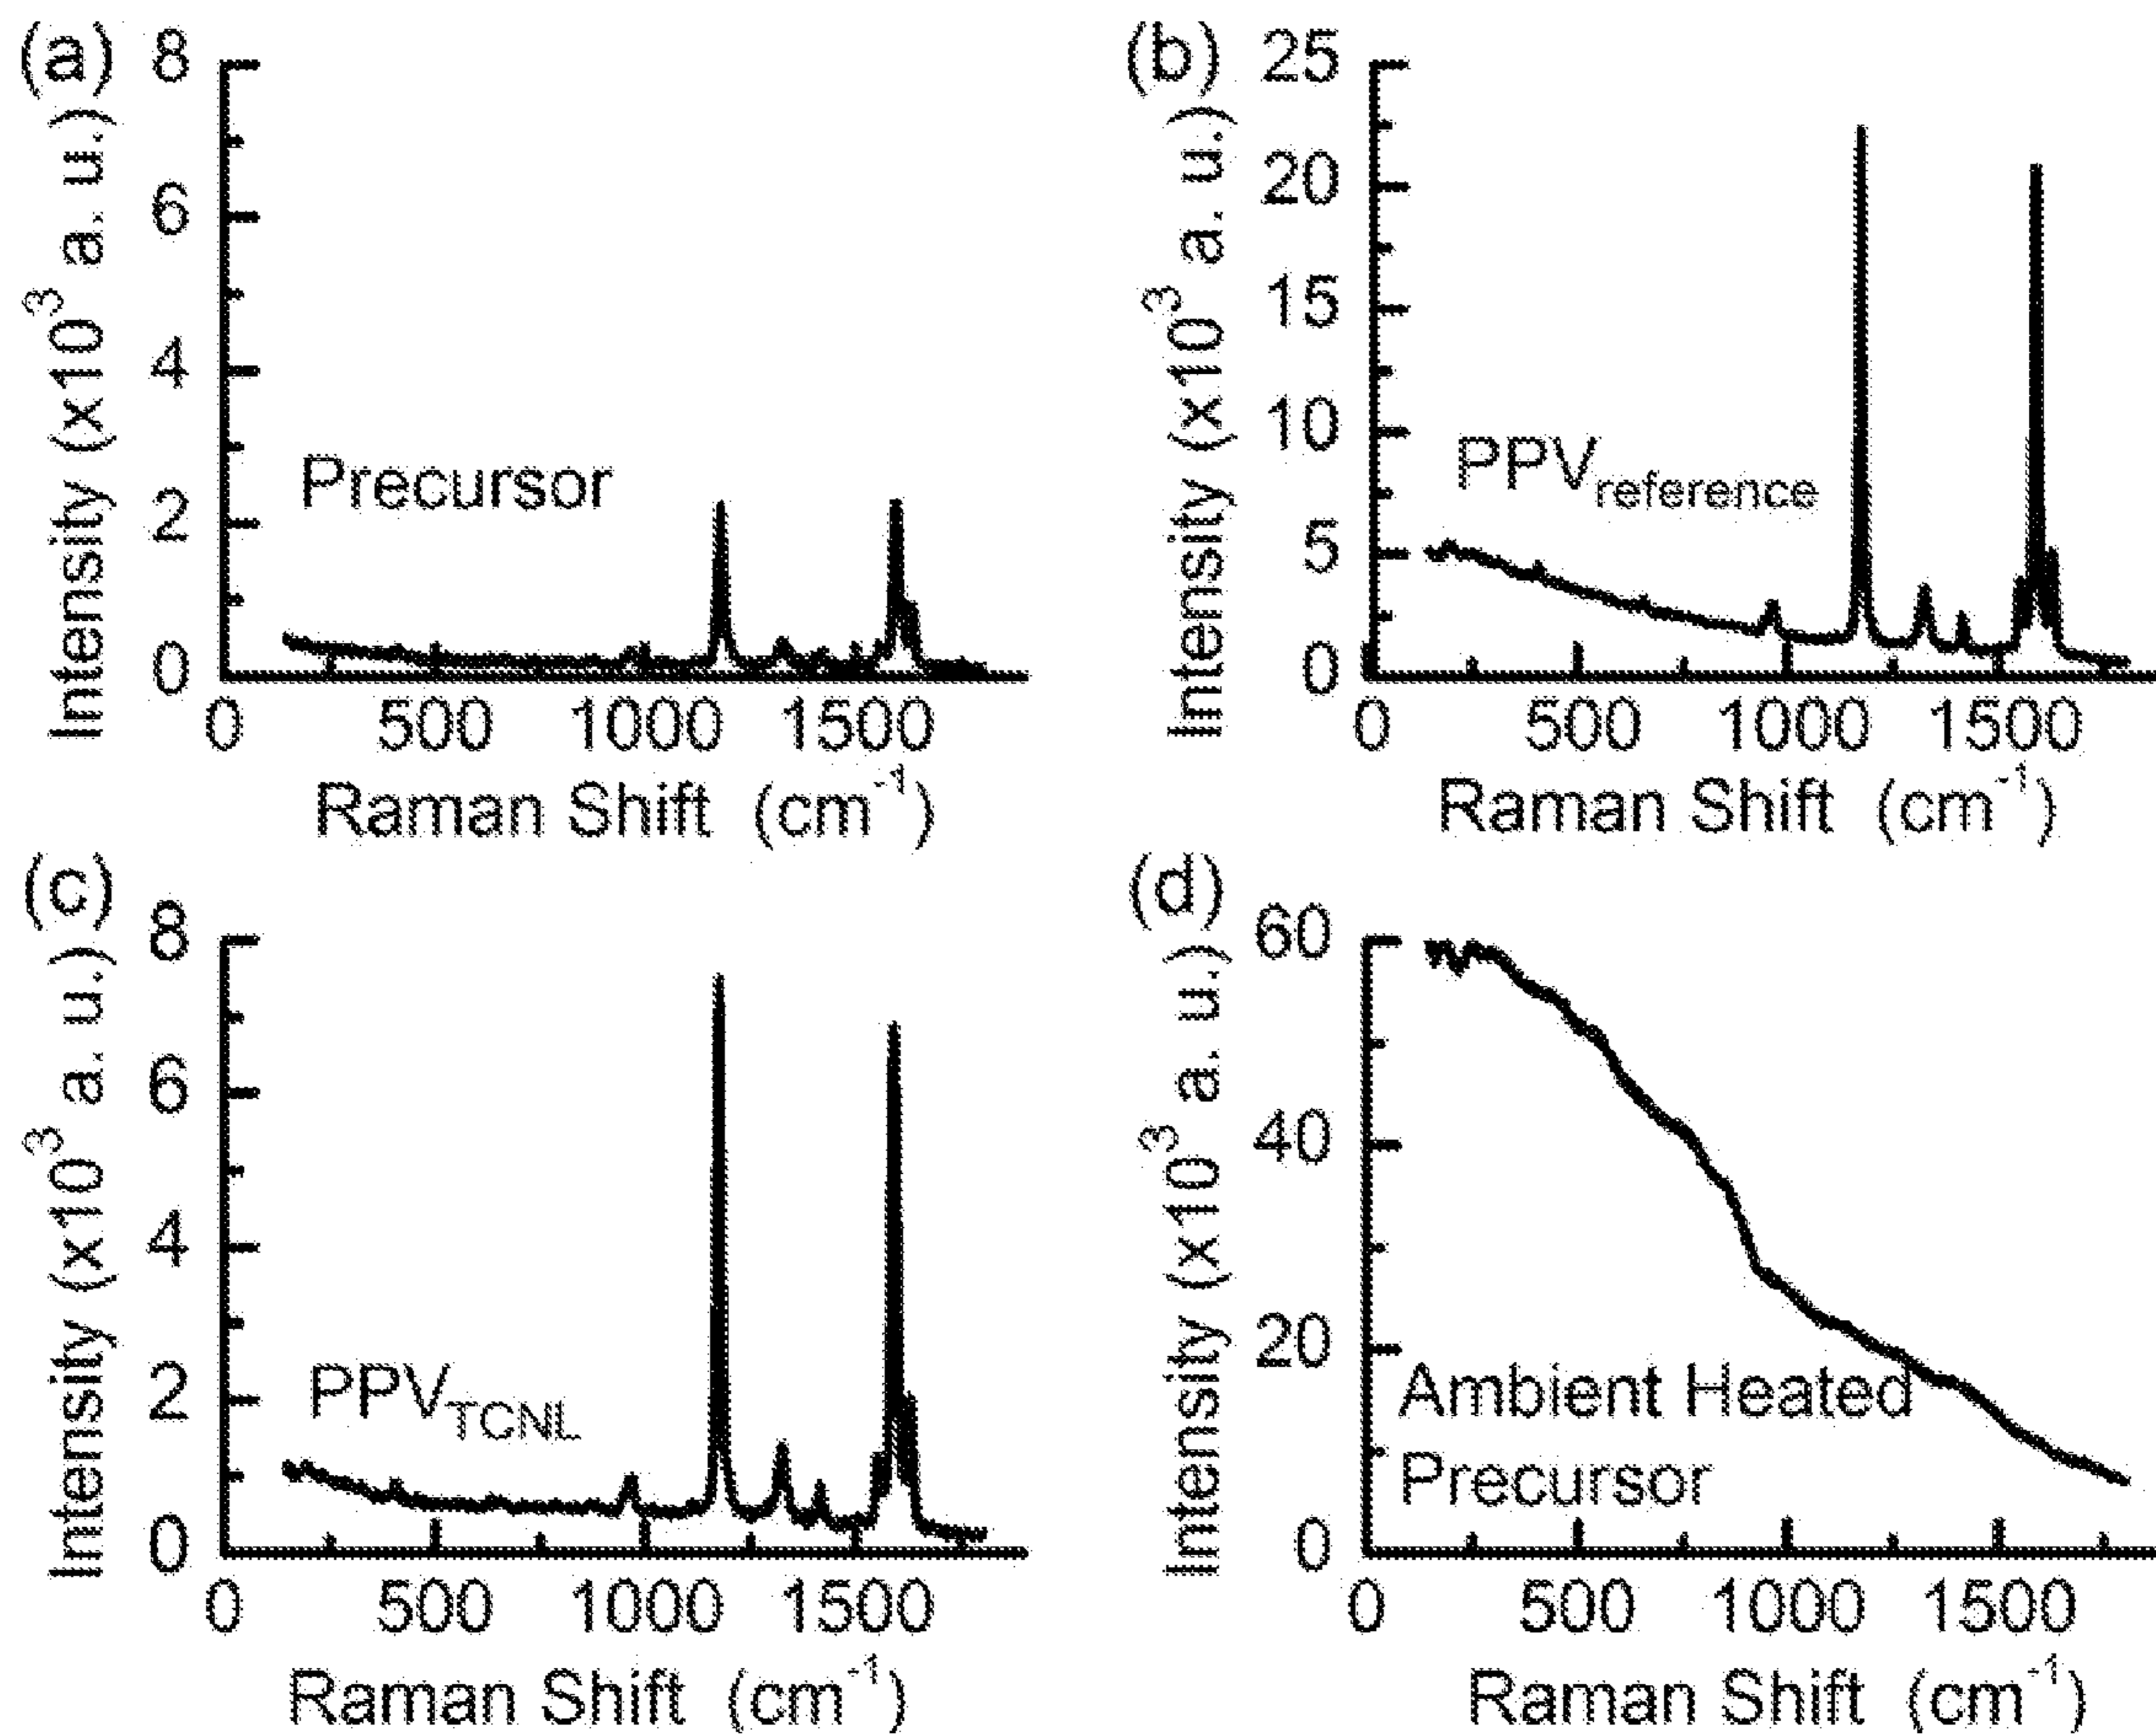 (a)
Intensity (x10³ a. u.)
8
6
4
2
0
Precursor
0 500 1000 1500
Raman Shift (cm⁻¹)
(b)
Intensity (x10³ a. u.)
25
20
15
10
5
0
PPVreference
0 500 1000 1500
Raman Shift (cm⁻¹)
(c)
Intensity (x10³ a. u.)
8
6
4
2
0
PPVTCNL
0 500 1000 1500
Raman Shift (cm⁻¹)
(d)
Intensity (x10³ a. u.)
60
40
20
0
Ambient Heated
Precursor
0 500 1000 1500
Raman Shift (cm⁻¹)